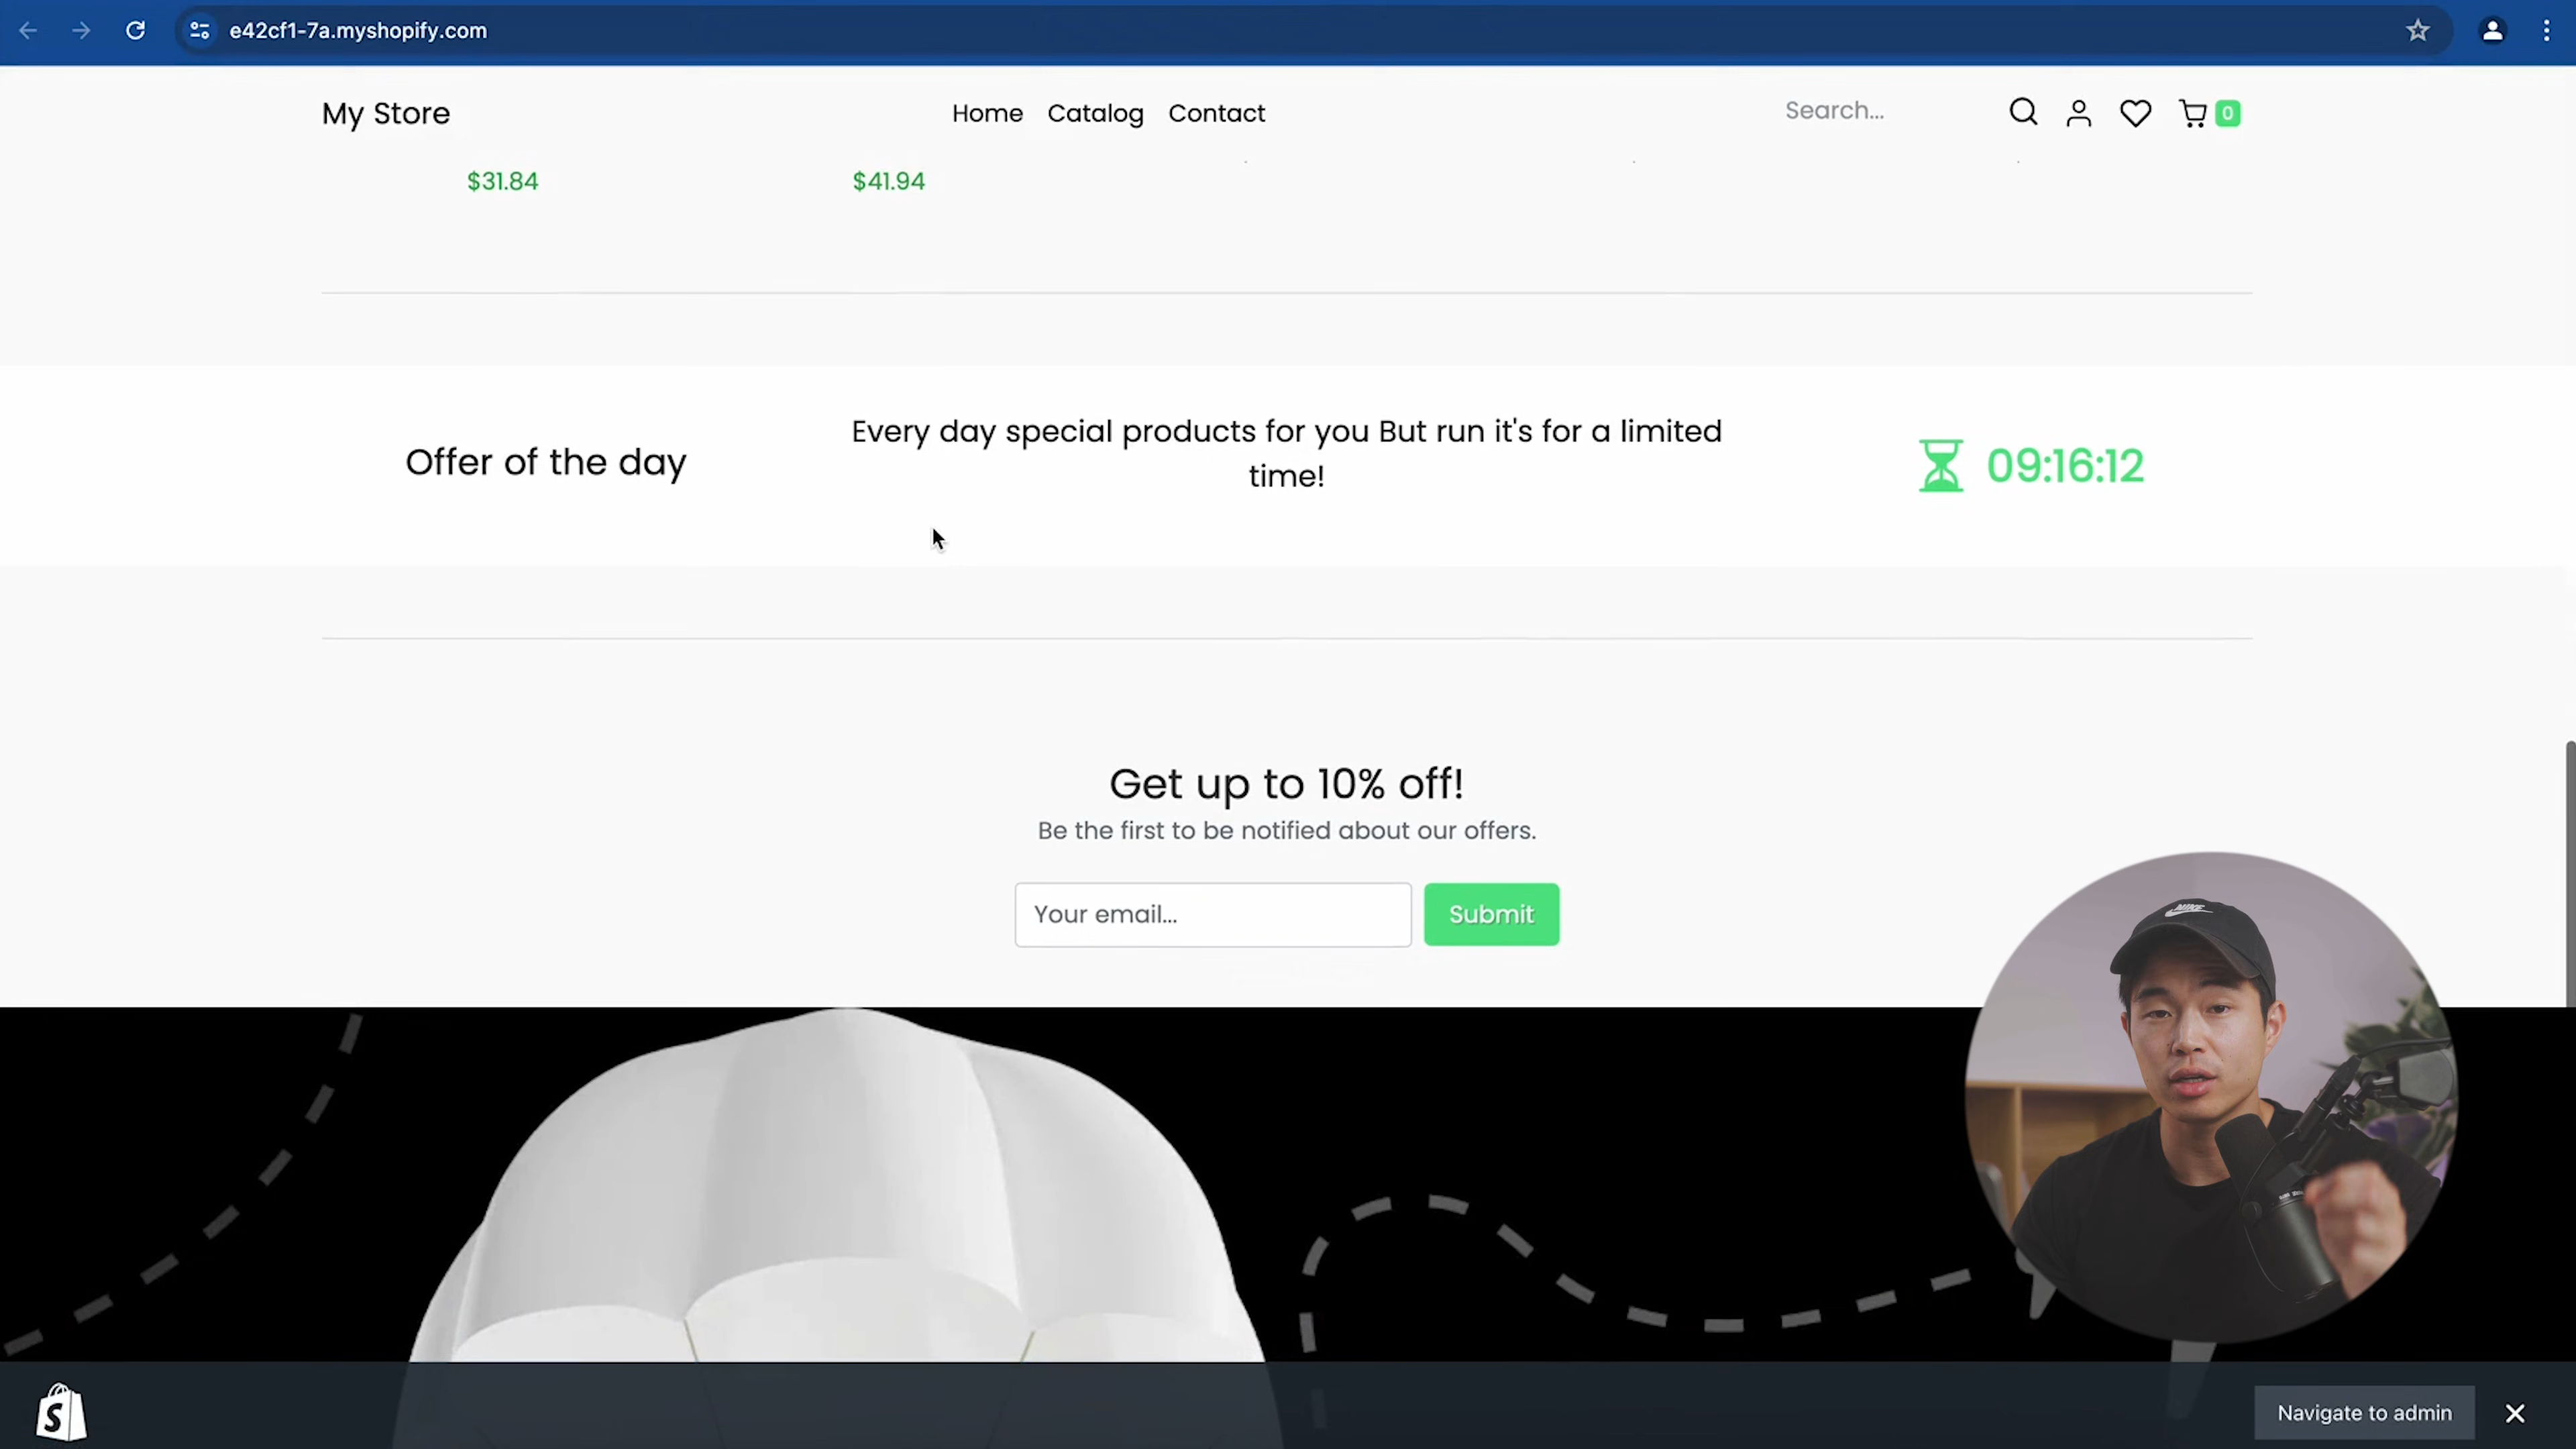 e42cf1-7a.myshopify.com
My Store
Home Catalog Contact
Search...
0
$31.84 $41.94
Offer of the day
Every day special products for you But run it's for a limited
time!
09:16:12
Get up to 10% off!
Be the first to be notified about our offers.
Your email...
Submit
NIKE
S
Navigate to admin